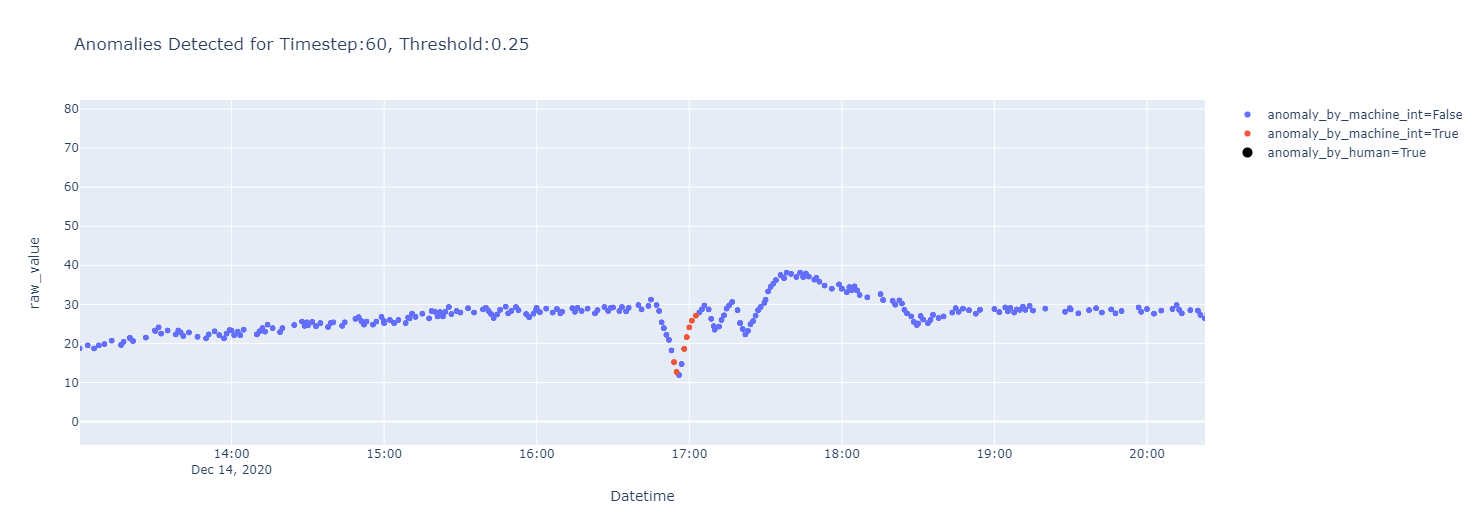 Anomalies Detected for Timestep:60, Threshold:0.25
anomaly_by_machine_int=False
anomaly_by_machine_int=True
anomaly_by_human=True
80
70
60
50
40
30
20
10
0
raw_value
14:00
Dec 14, 2020
15:00
16:00
17:00
18:00
19:00
20:00
Datetime